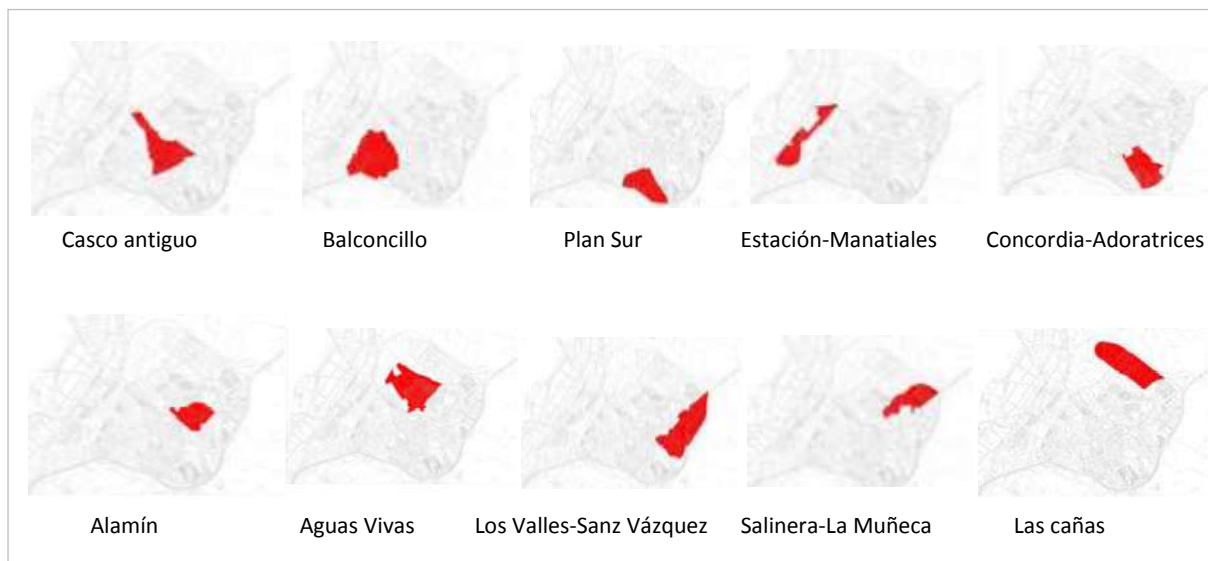 Casco antiguo Balconcillo Plan Sur Estación-Manatiales Concordia-Adoratrices
Alamín Aguas Vivas Los Valles-Sanz Vázquez Salinera-La Muñeca Las cañas